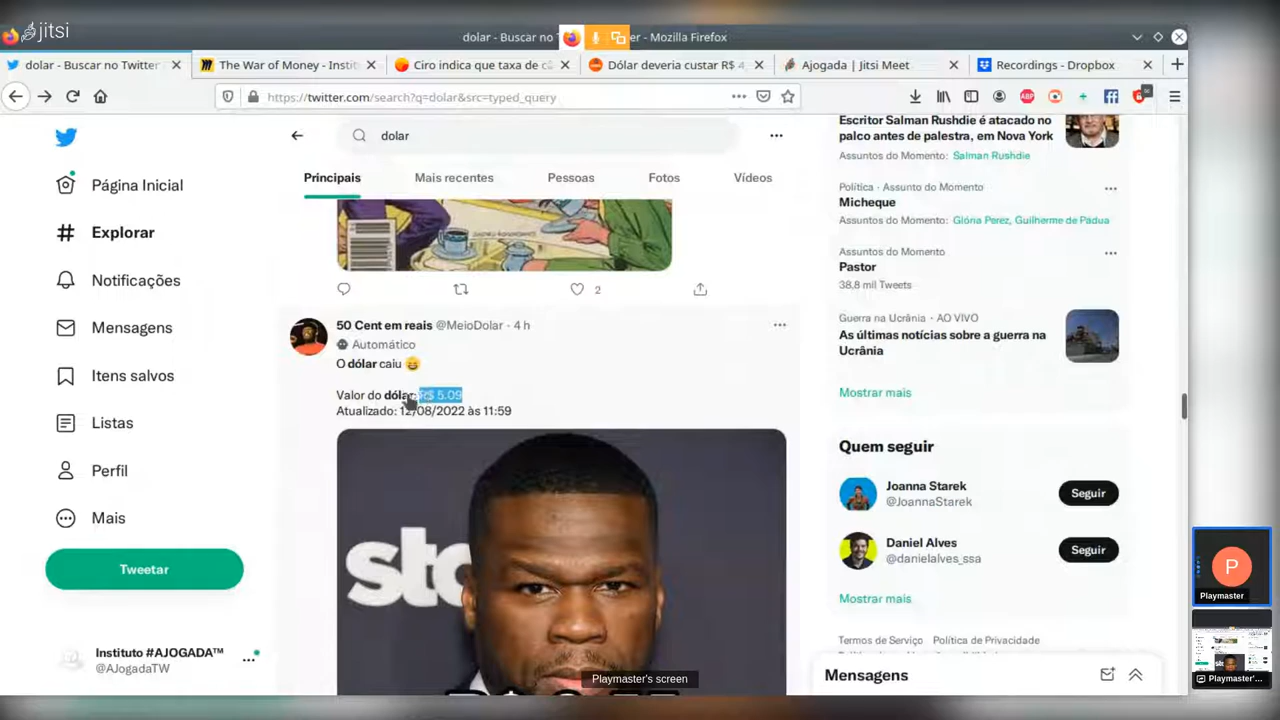 jitsi
dolar - Buscar no T
er - Mozilla Firefox
dolar - Buscar no Twitter
The War of Money - Instit
Ciro indica que taxa de c
Dólar deveria custar R$ 4
Ajogada | Jitsi Meet
Recordings - Dropbox
https://twitter.com/search?q=dolar&src=typed_query
ABP
dolar
Principais
Mais recentes
Pessoas
Fotos
Vídeos
Página Inicial
Explorar
Notificações
Mensagens
Itens salvos
Listas
Perfil
Mais
Tweetar
Instituto #AJOGADA™
@AJogadaTW
2
50 Cent em reais @MeioDolar · 4 h
Automático
O dólar caiu 😄
Valor do dólar R$ 5.09
Atualizado: 12/08/2022 às 11:59
Escritor Salman Rushdie é atacado no
palco antes de palestra, em Nova York
Assuntos do Momento: Salman Rushdie
Política · Assunto do Momento
Micheque
Assuntos do Momento: Glória Perez, Guilherme de Pádua
Assuntos do Momento
Pastor
38,8 mil Tweets
Guerra na Ucrânia · AO VIVO
As últimas notícias sobre a guerra na
Ucrânia
Mostrar mais
Quem seguir
Joanna Starek
@JoannaStarek
Seguir
Daniel Alves
@danielalves_ssa
Seguir
Mostrar mais
Termos de Serviço Política de Privacidade
Mensagens
Playmaster's screen
P
Playmaster
Playmaster'...